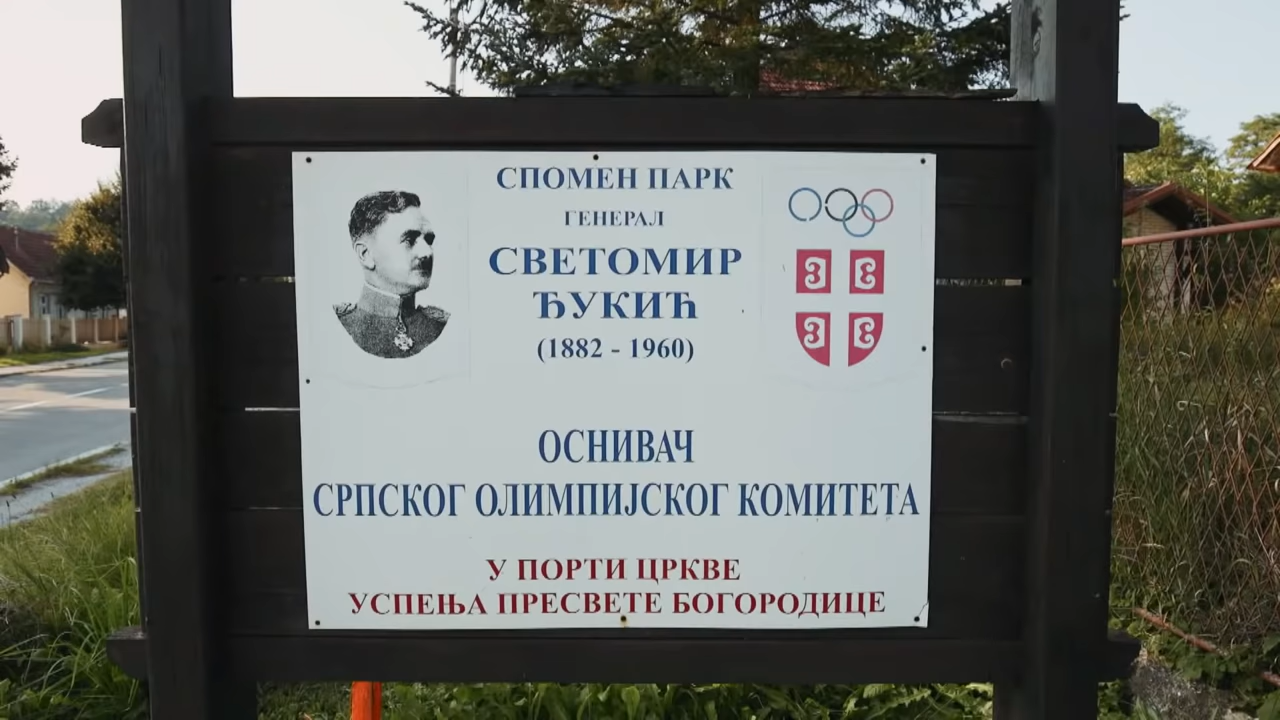 СПОМЕН ПАРК
ГЕНЕРАЛ
СВЕТОМИР
ЂУКИЋ
(1882 - 1960)
ОСНИВАЧ
СРПСКОГ ОЛИМПИЈСКОГ КОМИТЕТА
У ПОРТИ ЦРКВЕ
УСПЕЊА ПРЕСВЕТЕ БОГОРОДИЦЕ